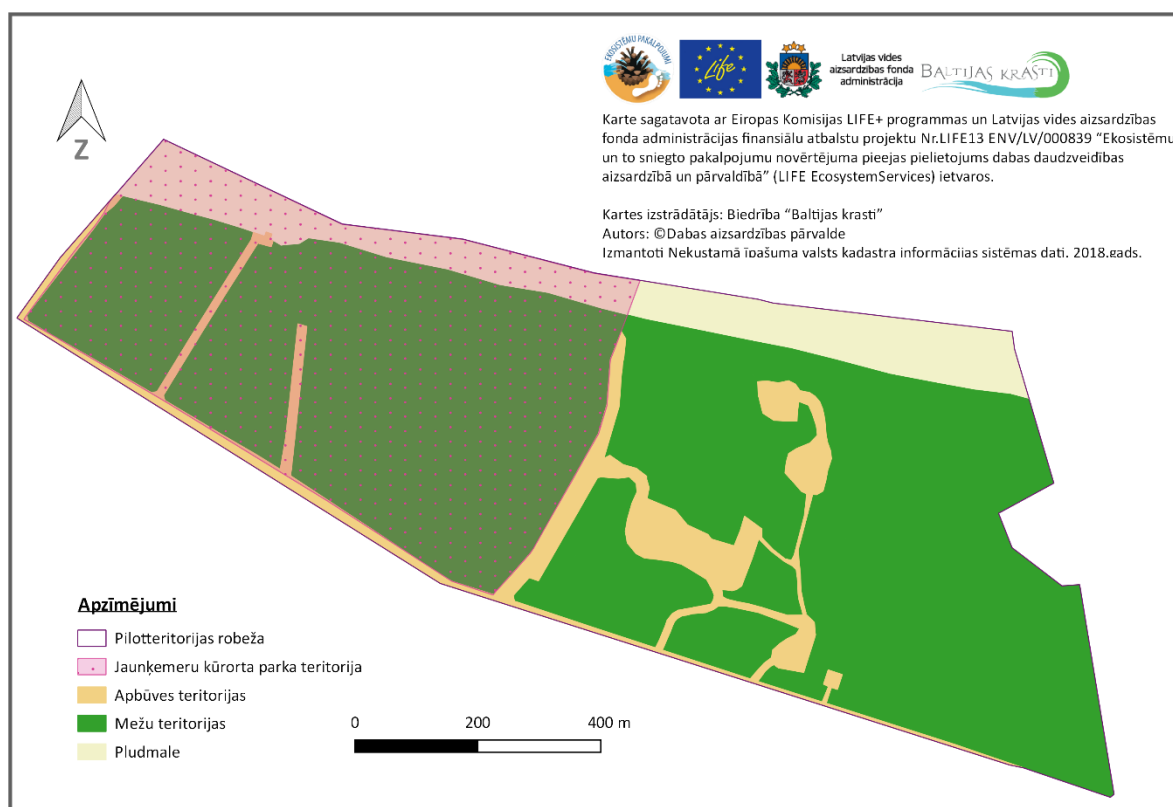 EKOSISTĒMU PAKALPOJUMI
Life
Latvijas vides
aizsardzības fonda
administrācija
BALTIJAS KRASTI
Karte sagatavota ar Eiropas Komisijas LIFE+ programmas un Latvijas vides aizsardzības
fonda administrācijas finansiālu atbalstu projektu Nr.LIFE13 ENV/LV/000839 “Ekosistēmu
un to sniegto pakalpojumu novērtējuma pieejas pielietojums dabas daudzveidības
aizsardzībā un pārvaldībā” (LIFE EcosystemServices) ietvaros.
Kartes izstrādātājs: Biedrība “Baltijas krasti”
Autors: ©Dabas aizsardzības pārvalde
Izmantoti Nekustamā īpašuma valsts kadastra informācijas sistēmas dati, 2018.gads.
Z
Apzīmējumi
Pilotteritorijas robeža
Jaunķemeru kūrorta parka teritorija
Apbūves teritorijas
Mežu teritorijas
Pludmale
0 200 400 m